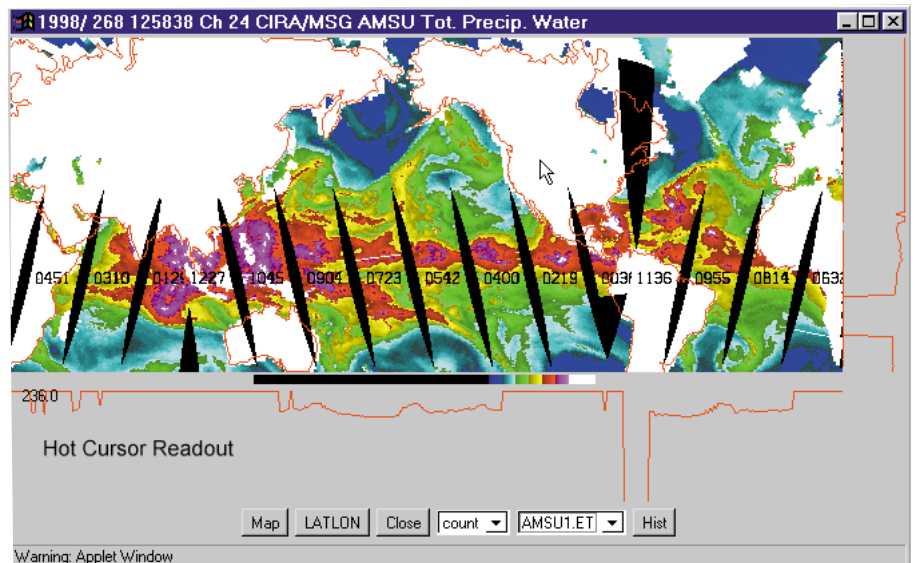 1998/ 268 125838 Ch 24 CIRA/MSG AMSU Tot. Precip. Water
0451 0310 1227 1045 0904 0723 0542 0400 0219 1136 0955 0814
236.0
Hot Cursor Readout
Map LATLON Close count AMSU1.ET Hist
Warning: Applet Window